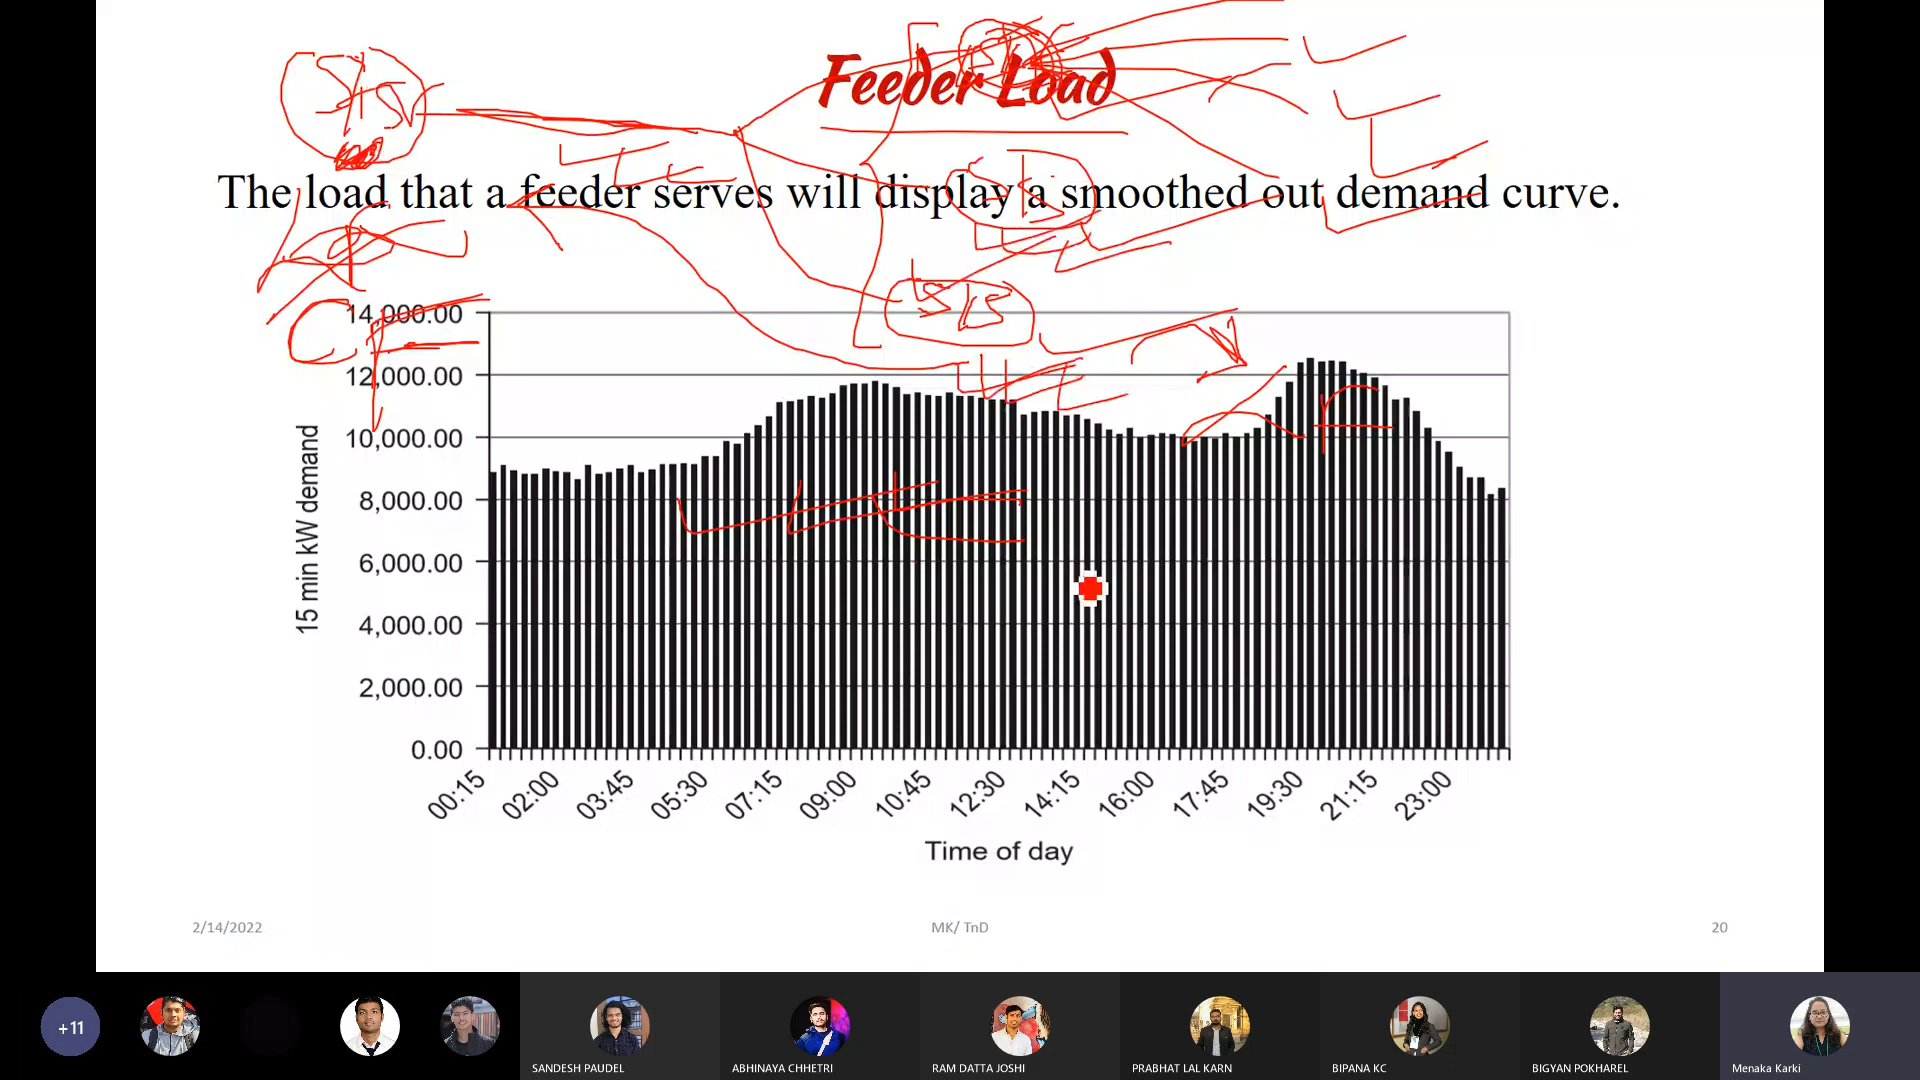 Feeder Load
The load that a feeder serves will display a smoothed out demand curve.
14,000.00
12,000.00
10,000.00
8,000.00
6,000.00
4,000.00
2,000.00
0.00
15 min kW demand
00:15 02:00 03:45 05:30 07:15 09:00 10:45 12:30 14:15 16:00 17:45 19:30 21:15 23:00
Time of day
2/14/2022 MK/ TnD 20
+11
SANDESH PAUDEL ABHINAYA CHHETRI RAM DATTA JOSHI PRABHAT LAL KARN BIPANA KC BIGYAN POKHAREL Menaka Karki